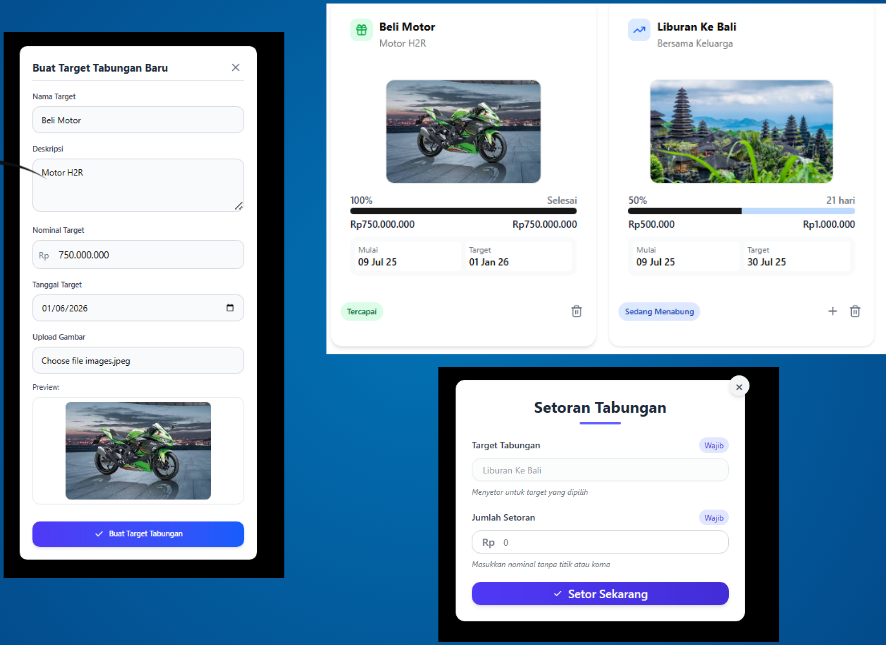 Buat Target Tabungan Baru
Nama Target
Beli Motor
Deskripsi
Motor H2R
Nominal Target
Rp 750.000.000
Tanggal Target
01/06/2026
Upload Gambar
Choose file images.jpeg
Preview:
Buat Target Tabungan
Beli Motor
Motor H2R
100% Selesai
Rp750.000.000 Rp750.000.000
Mulai Target
09 Jul 25 01 Jan 26
Tercapai
Liburan Ke Bali
Bersama Keluarga
50% 21 hari
Rp500.000 Rp1.000.000
Mulai Target
09 Jul 25 30 Jul 25
Sedang Menabung
Setoran Tabungan
Target Tabungan Wajib
Liburan Ke Bali
Menyetor untuk target yang dipilih
Jumlah Setoran Wajib
Rp 0
Masukkan nominal tanpa titik atau koma
Setor Sekarang